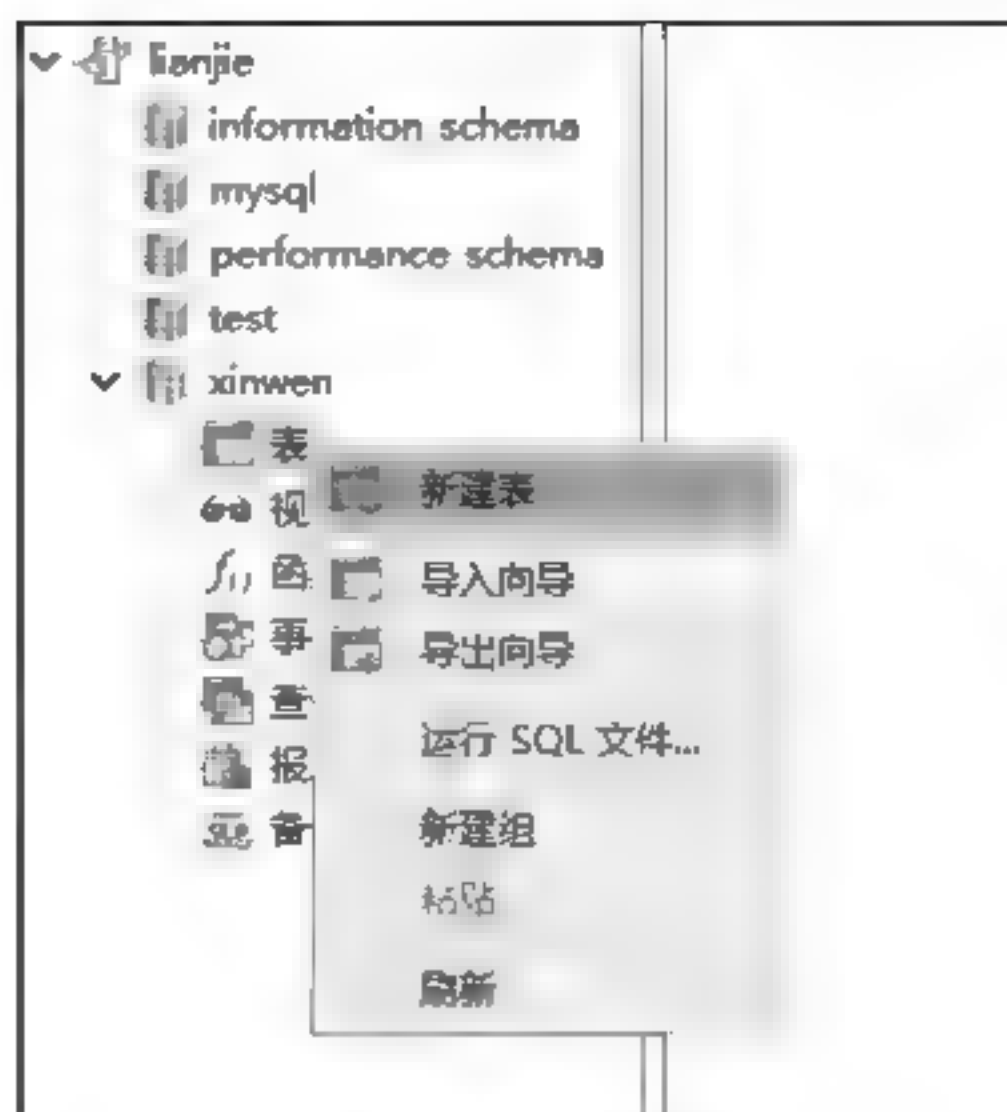 lianjie
information schema
mysql
performance schema
test
xinwen
表
视
函
事
查
报
备
新建表
导入向导
导出向导
运行 SQL 文件...
新建组
粘贴
刷新